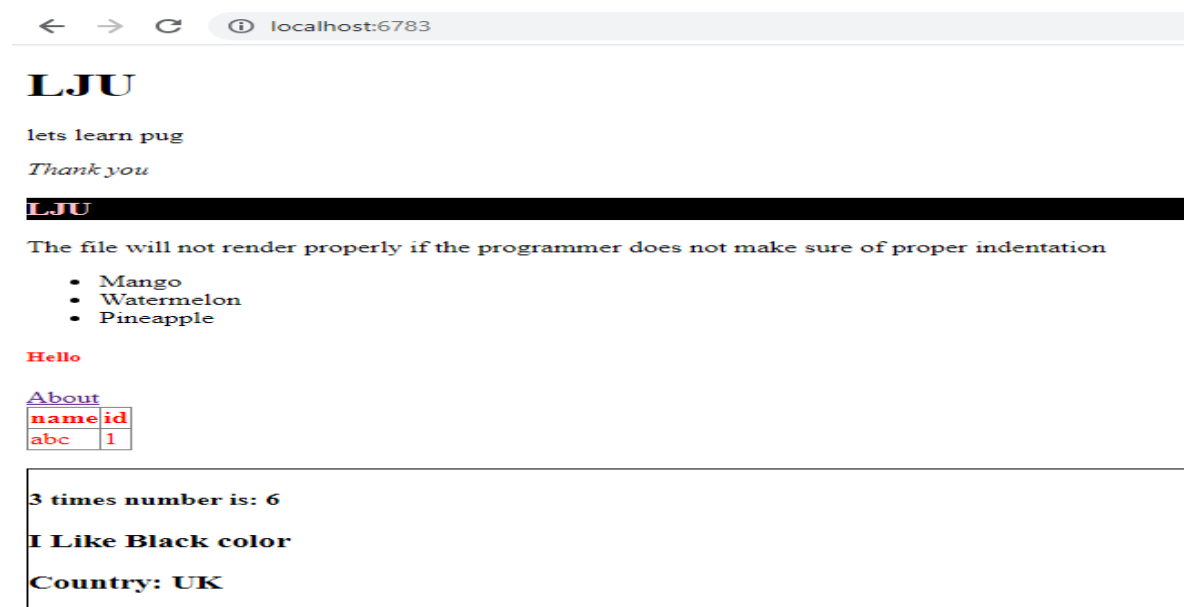 localhost:6783
LJU
lets learn pug
Thank you
LJU
The file will not render properly if the programmer does not make sure of proper indentation
Mango
Watermelon
Pineapple
Hello
About
name id
abc 1
3 times number is: 6
I Like Black color
Country: UK